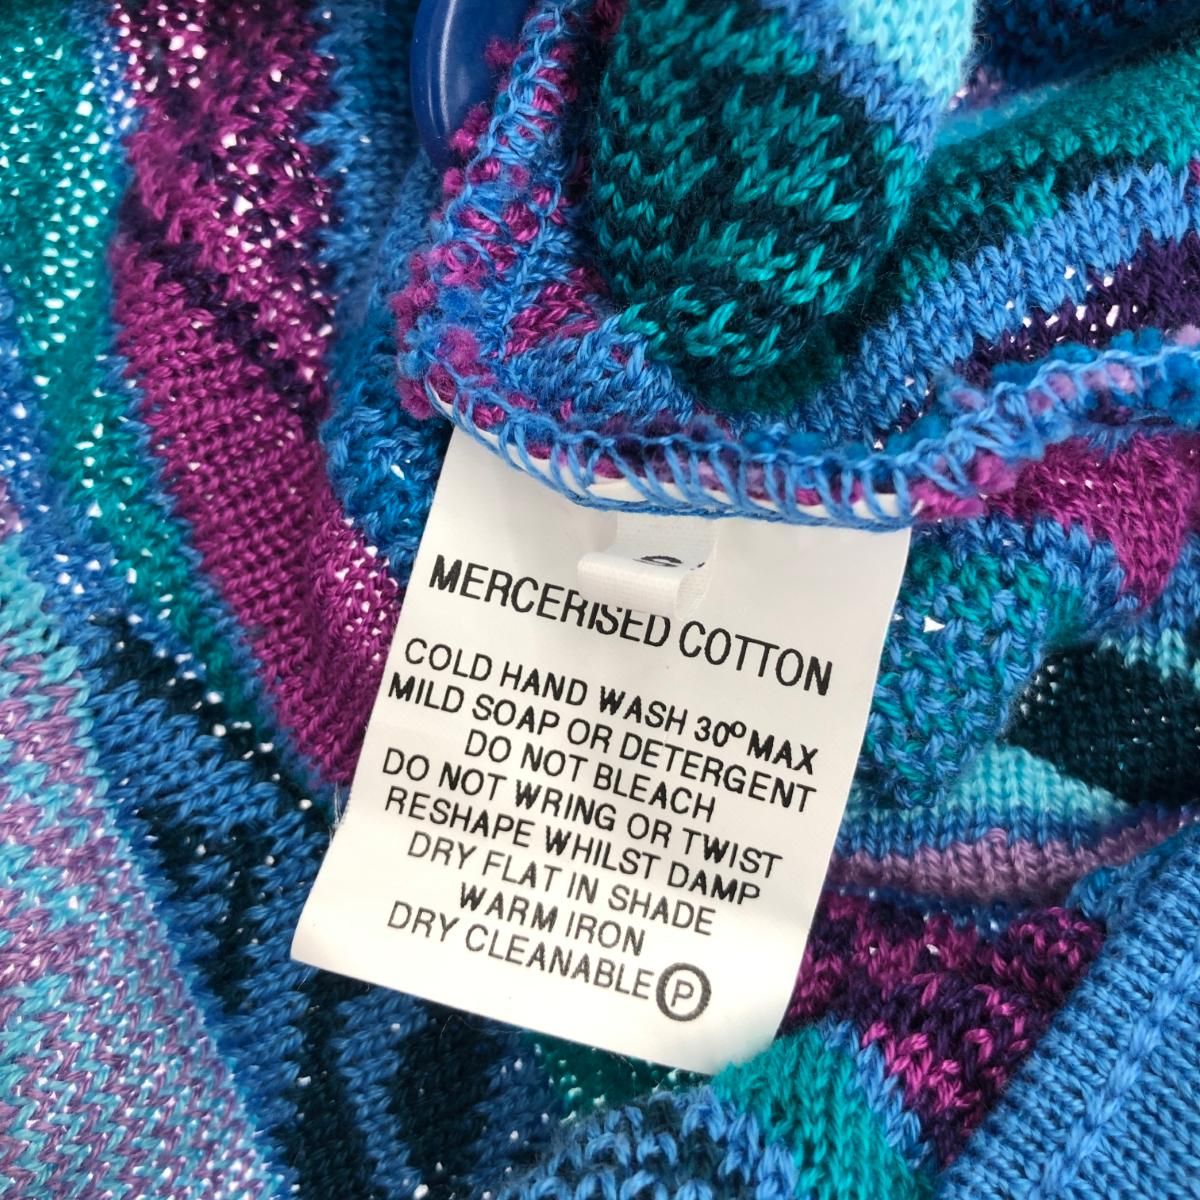 MERCERISED COTTON
COLD HAND WASH 30º MAX
MILD SOAP OR DETERGENT
DO NOT BLEACH
DO NOT WRING OR TWIST
RESHAPE WHILST DAMP
DRY FLAT IN SHADE
WARM IRON
DRY CLEANABLE Ⓟ